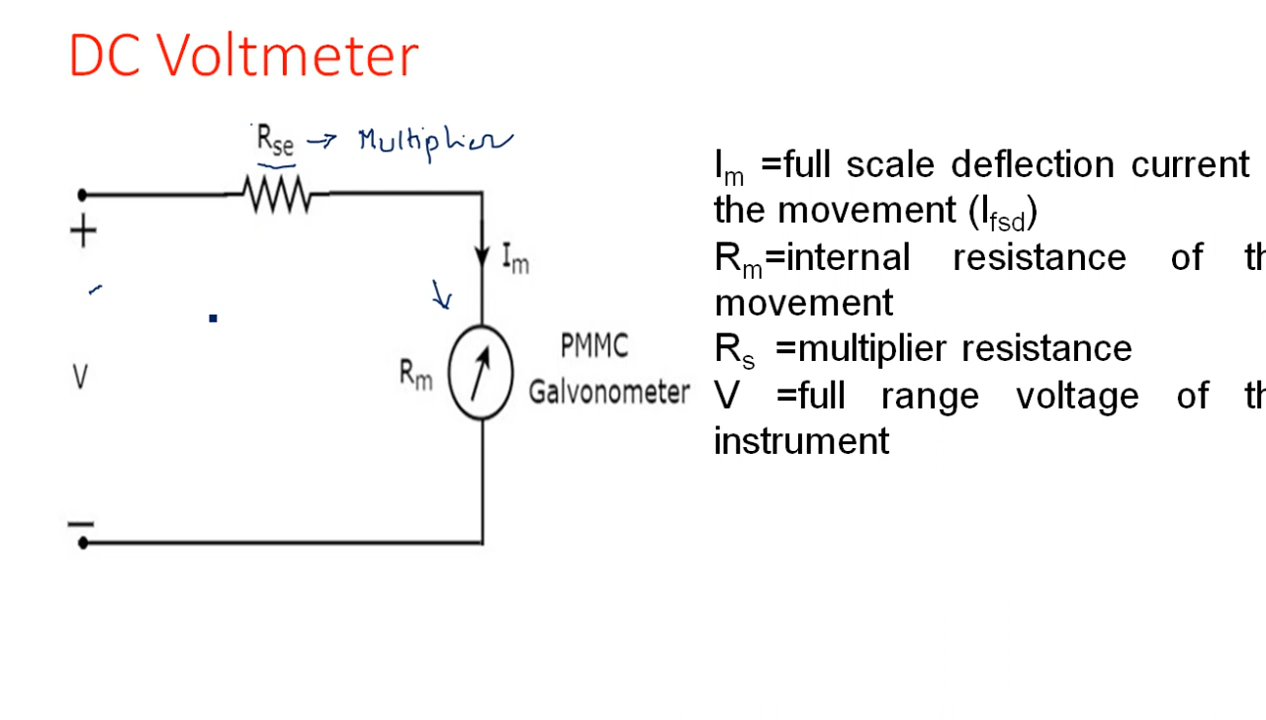 DC Voltmeter
Rse → Multiplier
+
Im
V
Rm
PMMC
Galvonometer
−
Im =full scale deflection current
the movement (Ifsd)
Rm=internal resistance of th
movement
Rs =multiplier resistance
V =full range voltage of th
instrument